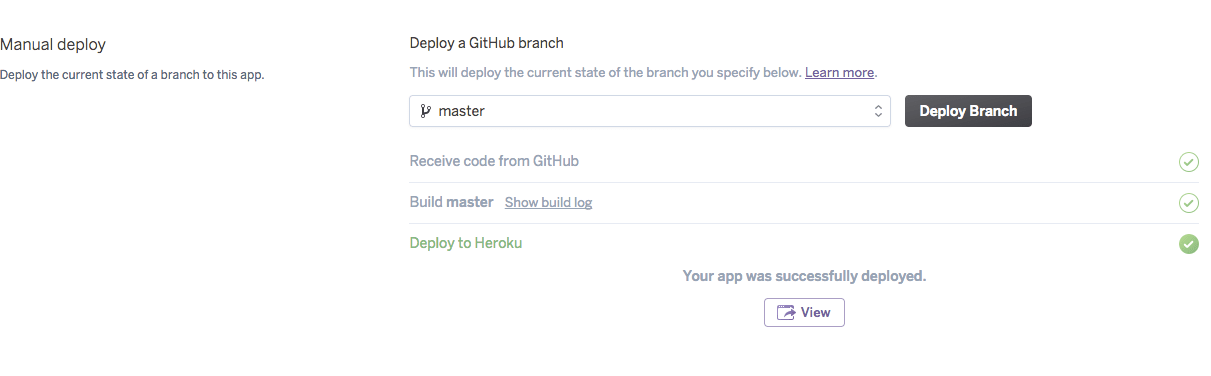 Manual deploy
Deploy the current state of a branch to this app.
Deploy a GitHub branch
This will deploy the current state of the branch you specify below. Learn more.
master
Deploy Branch
Receive code from GitHub
Build master Show build log
Deploy to Heroku
Your app was successfully deployed.
View